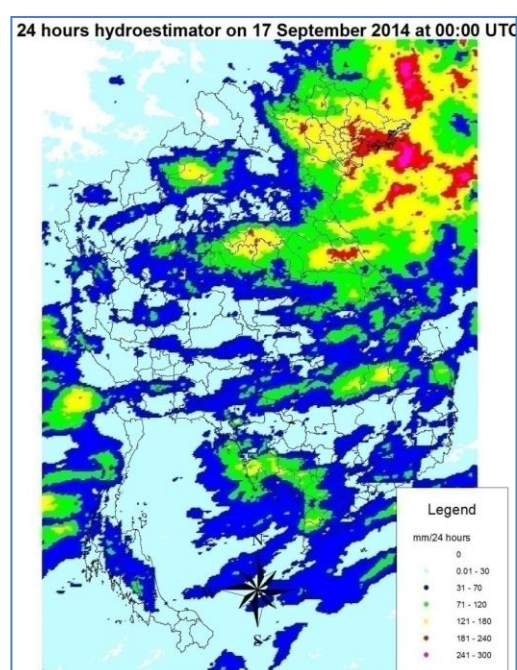 24 hours hydroestimator on 17 September 2014 at 00:00 UTC
N
S
Legend
mm/24 hours
0
0.01 - 30
31 - 70
71 - 120
121 - 180
181 - 240
241 - 300